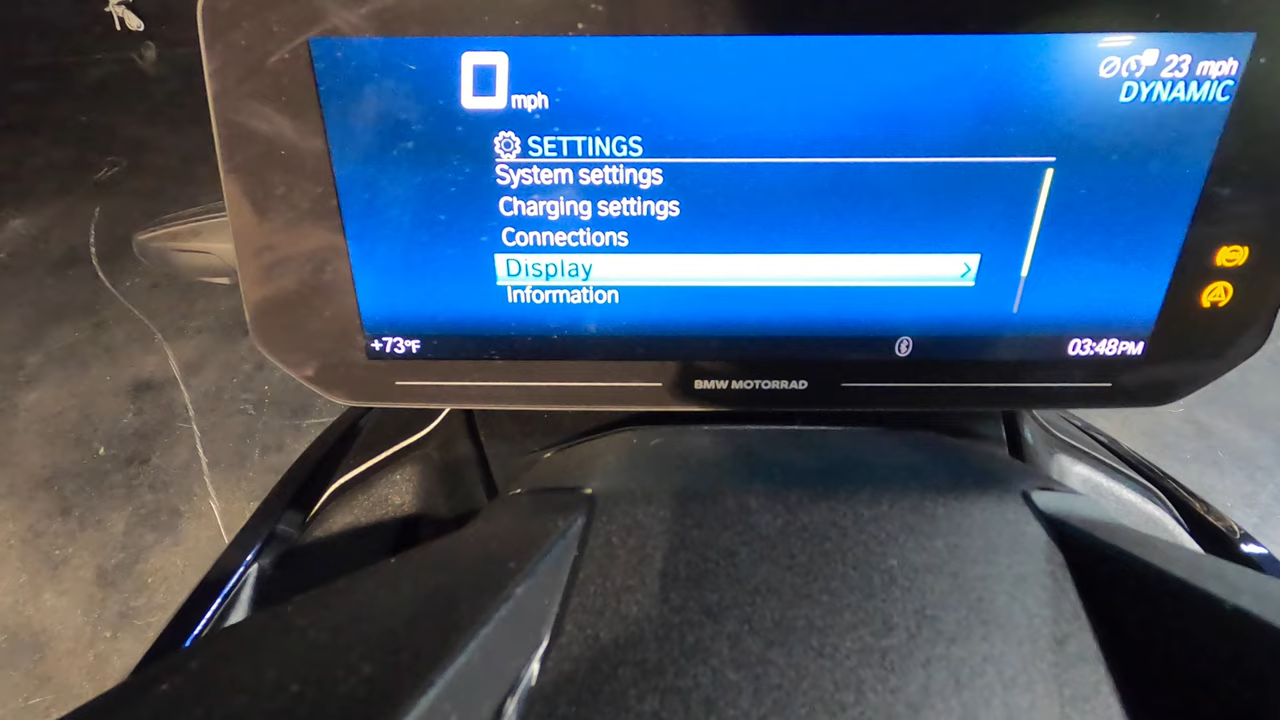 0 mph
Ø 23 mph
DYNAMIC
SETTINGS
System settings
Charging settings
Connections
Display
Information
+73°F
03:48PM
BMW MOTORRAD